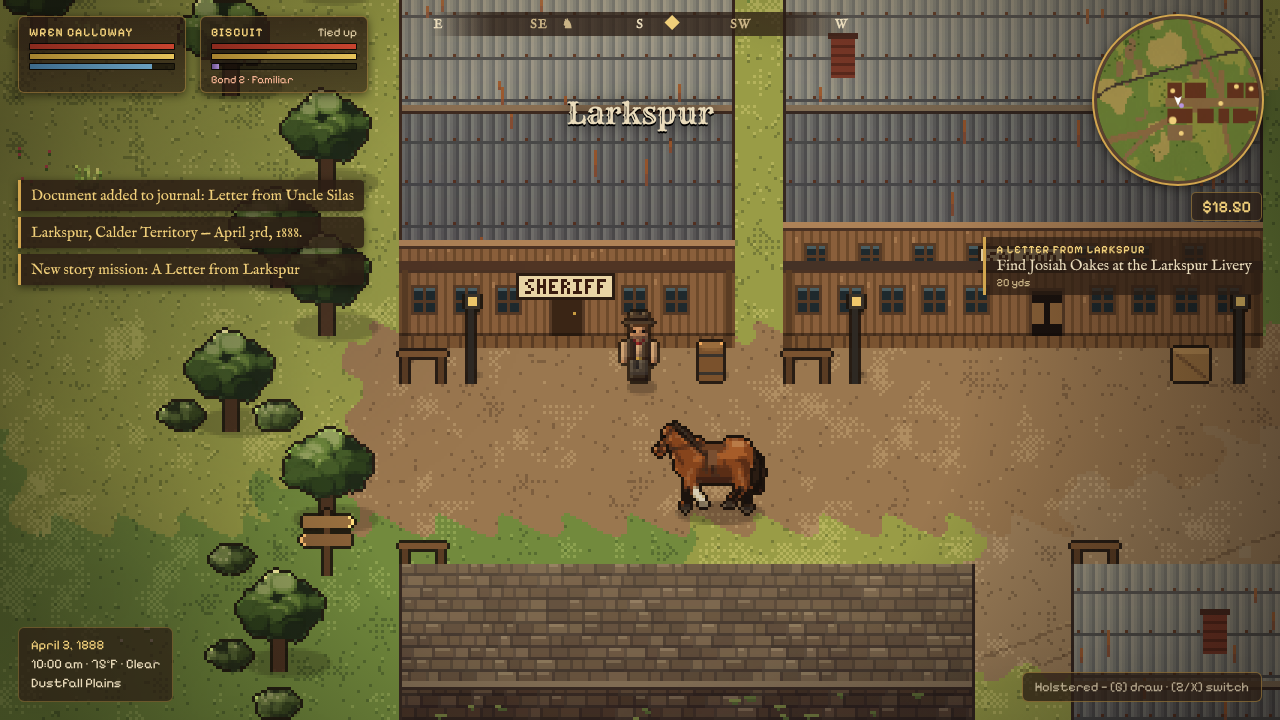 WREN CALLOWAY
BISCUIT Tied up
Bond 2 · Familiar
E SE S SW W
Larkspur
Document added to journal: Letter from Uncle Silas
Larkspur, Calder Territory — April 3rd, 1888.
New story mission: A Letter from Larkspur
$18.80
A LETTER FROM LARKSPUR
Find Josiah Oakes at the Larkspur Livery
20 yds
SHERIFF
April 3, 1888
10:00 am · 79°F · Clear
Dustfall Plains
Holstered - (G) draw · (Z/X) switch